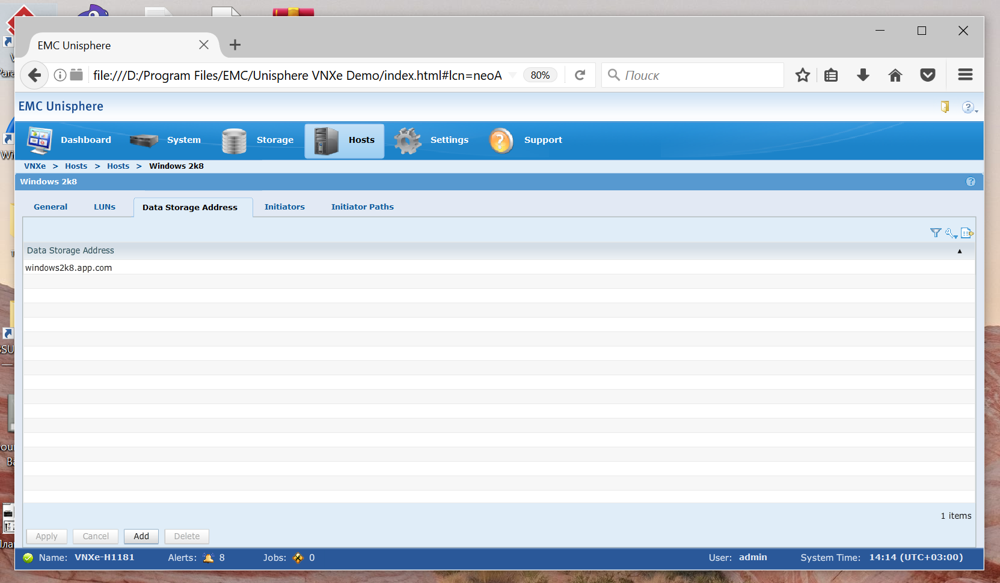 EMC Unisphere
file:///D:/Program Files/EMC/Unisphere VNXe Demo/index.html#lcn=neoA
80%
Поиск
EMC Unisphere
Dashboard System Storage Hosts Settings Support
VNXe > Hosts > Hosts > Windows 2k8
Windows 2k8
General LUNs Data Storage Address Initiators Initiator Paths
Data Storage Address
windows2k8.app.com
1 items
Apply Cancel Add Delete
Name: VNXe-H1181 Alerts: 8 Jobs: 0 User: admin System Time: 14:14 (UTC+03:00)